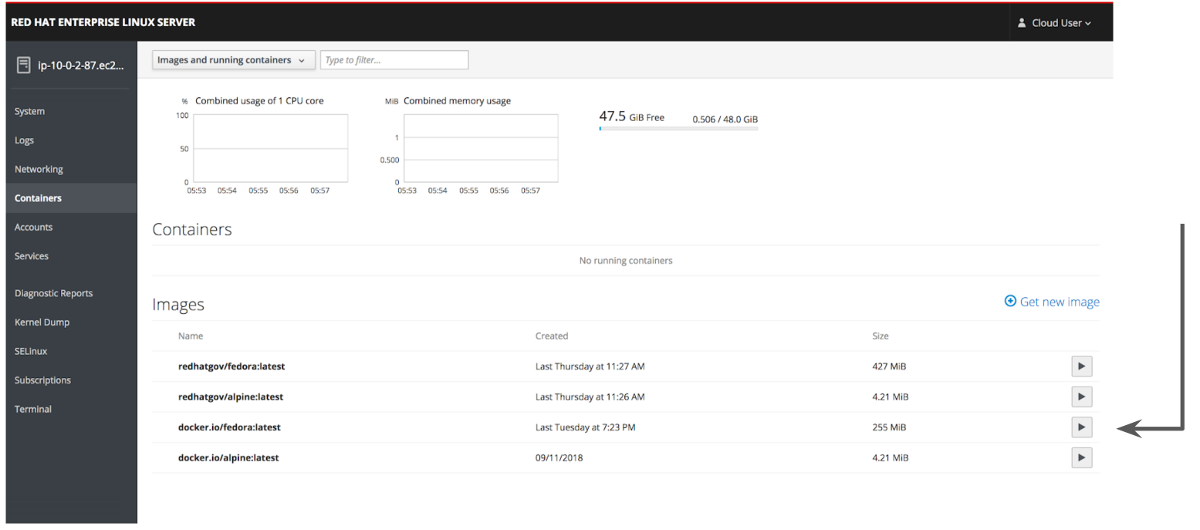 RED HAT ENTERPRISE LINUX SERVER
Cloud User
ip-10-0-2-87.ec2...
Images and running containers
Type to filter...
System
Logs
Networking
Containers
Accounts
Services
Diagnostic Reports
Kernel Dump
SELinux
Subscriptions
Terminal
% Combined usage of 1 CPU core
100
50
0
05:53 05:54 05:55 05:56 05:57
MiB Combined memory usage
1
0.500
0
05:53 05:54 05:55 05:56 05:57
47.5 GiB Free 0.506 / 48.0 GiB
Containers
No running containers
Images
Get new image
Name Created Size
redhatgov/fedora:latest Last Thursday at 11:27 AM 427 MiB
redhatgov/alpine:latest Last Thursday at 11:26 AM 4.21 MiB
docker.io/fedora:latest Last Tuesday at 7:23 PM 255 MiB
docker.io/alpine:latest 09/11/2018 4.21 MiB